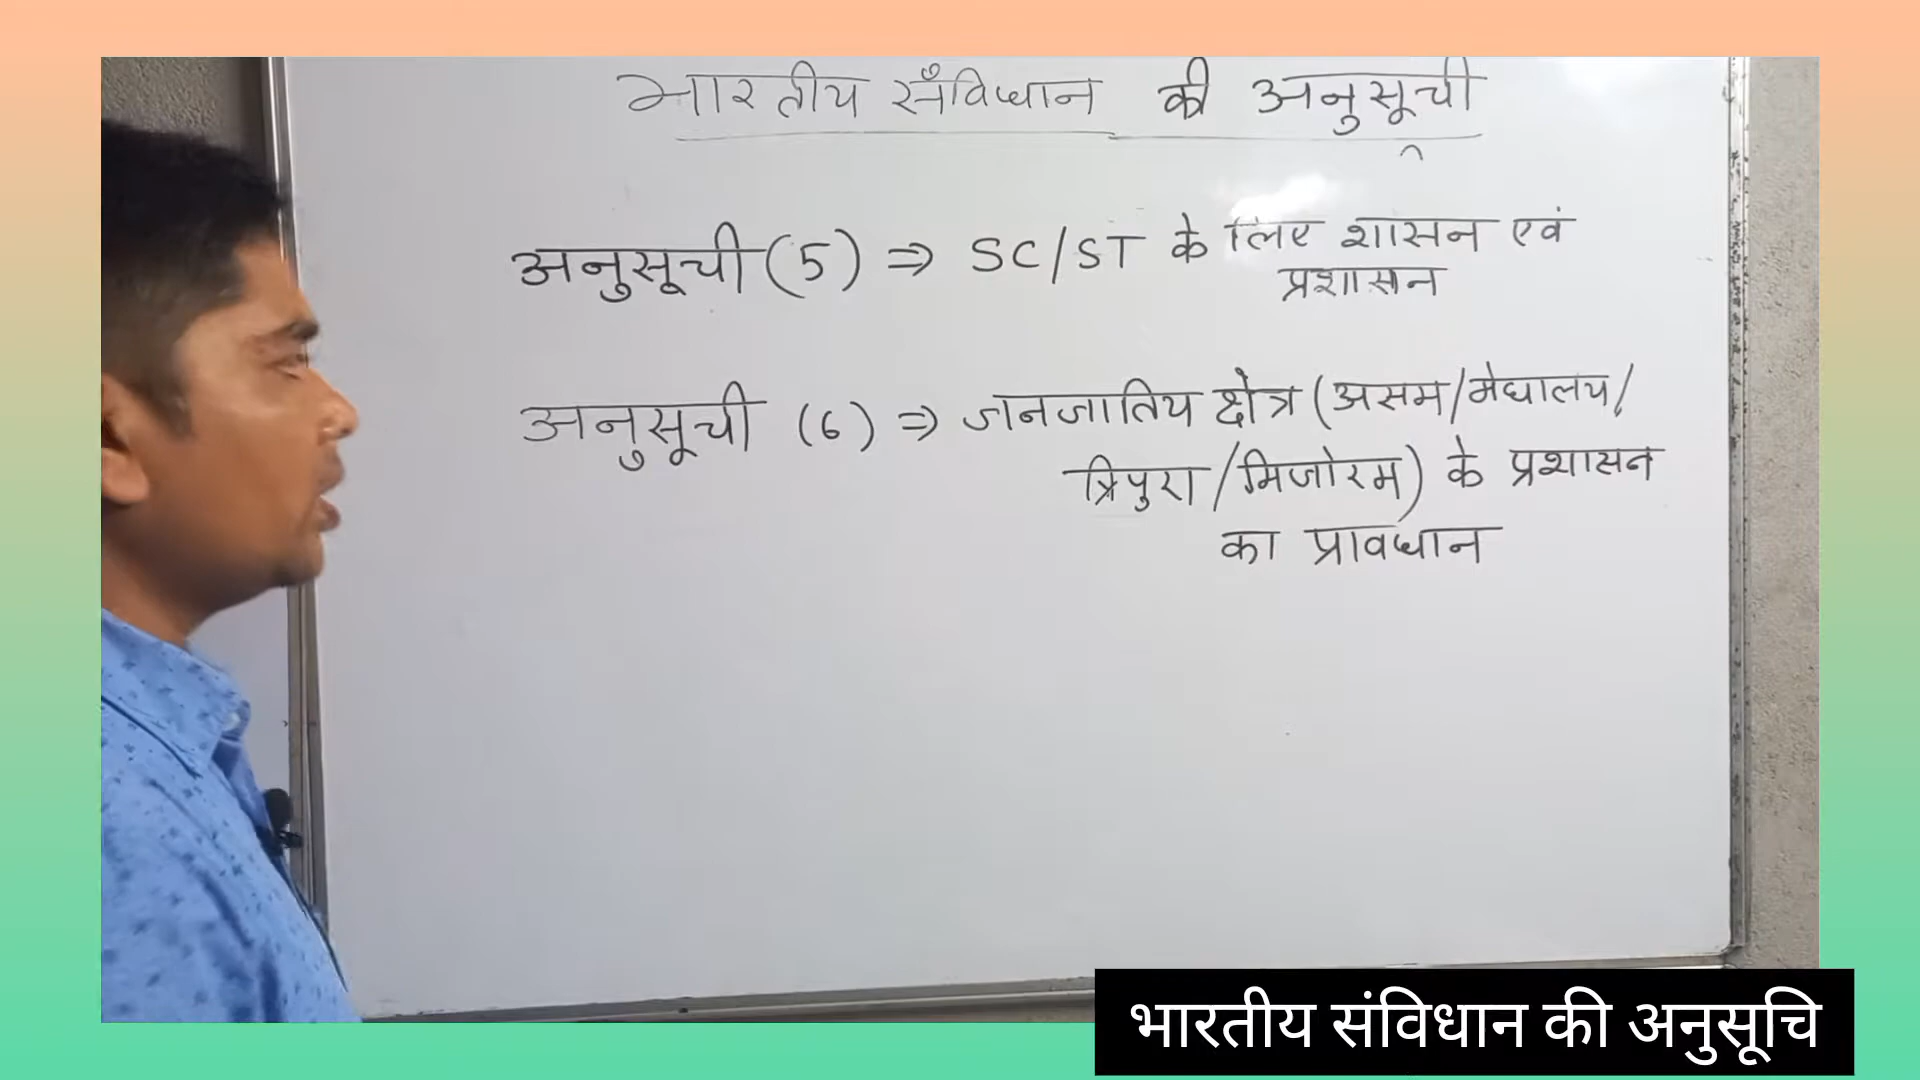 भारतीय सँविधान की अनुसूची
अनुसूची (5) ⇒ SC/ST के लिए शासन एवं
प्रशासन
अनुसूची (6) ⇒ जनजातिय क्षेत्र (असम/मेघालय/
त्रिपुरा/मिजोरम) के प्रशासन
का प्रावधान
भारतीय संविधान की अनुसूचि